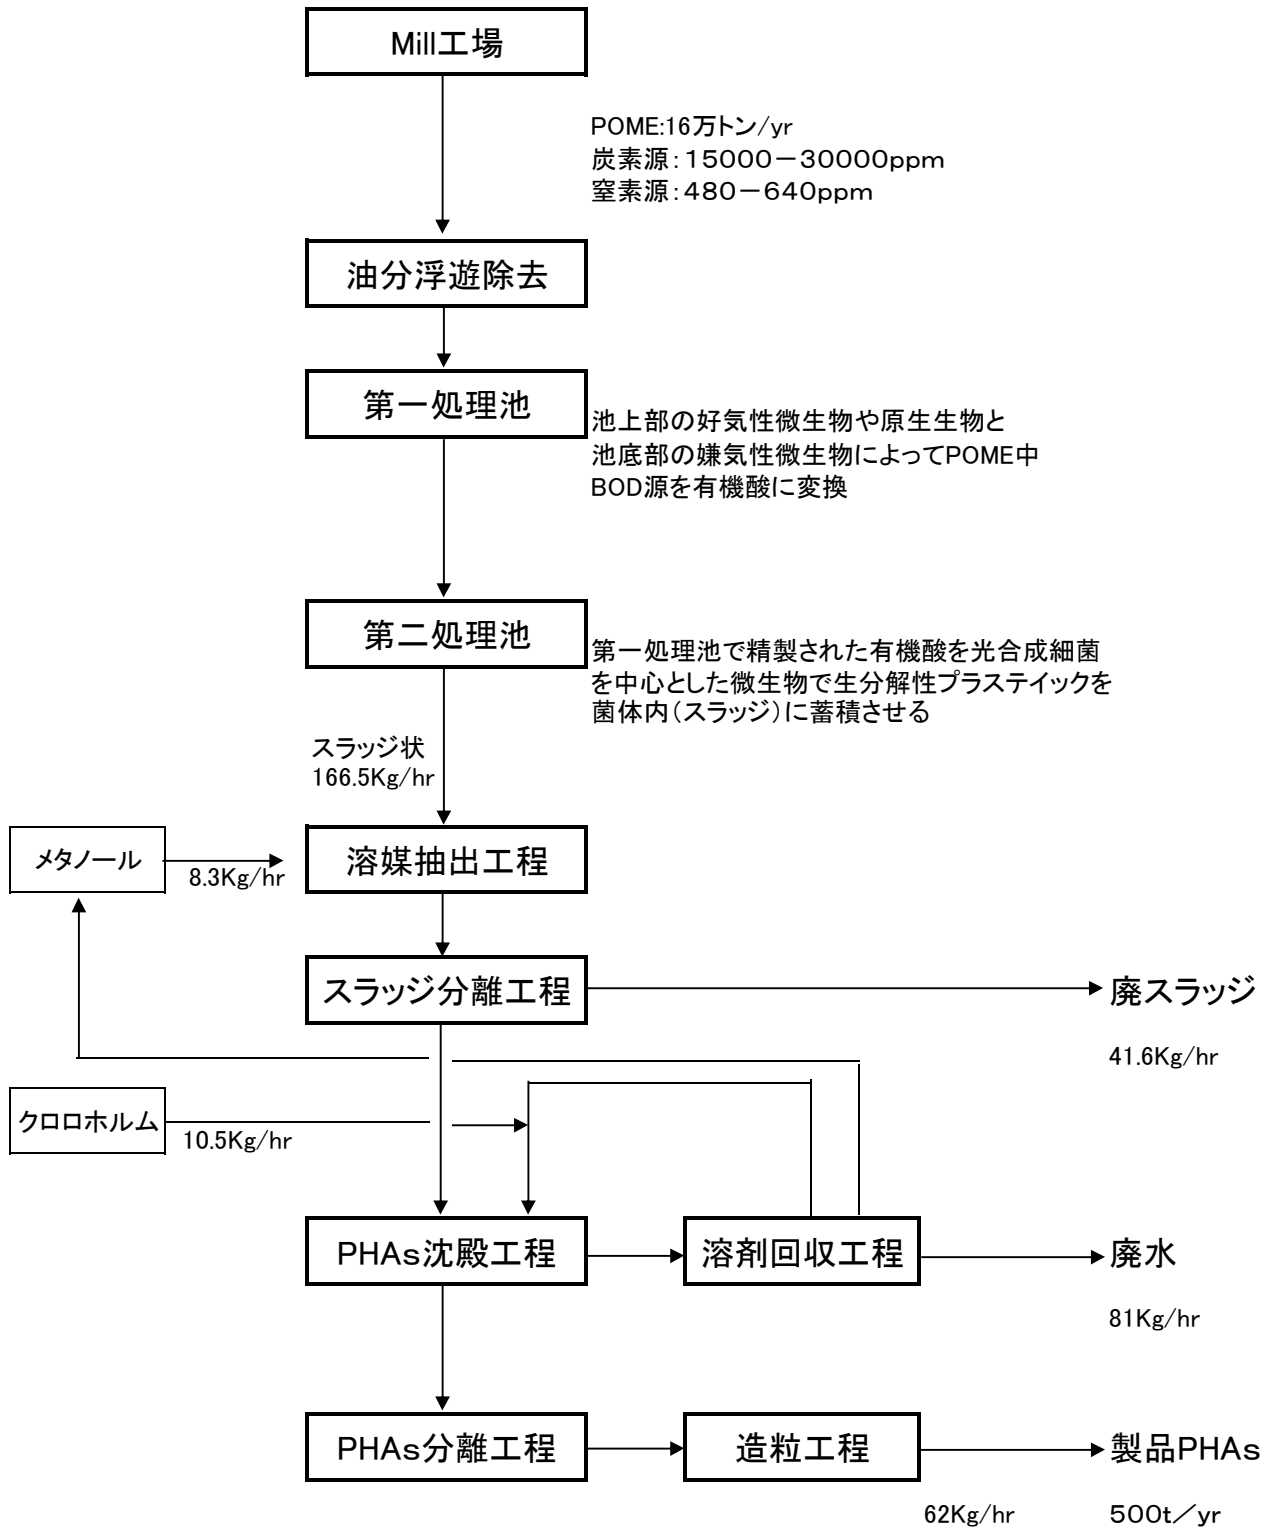 Mill工場
POME:16万トン/yr
炭素源:15000-30000ppm
窒素源:480-640ppm
油分浮遊除去
第一処理池
池上部の好気性微生物や原生生物と
池底部の嫌気性微生物によってPOME中
BOD源を有機酸に変換
第二処理池
第一処理池で精製された有機酸を光合成細菌
を中心とした微生物で生分解性プラステイックを
菌体内(スラッジ)に蓄積させる
スラッジ状
166.5Kg/hr
メタノール
8.3Kg/hr
溶媒抽出工程
スラッジ分離工程
廃スラッジ
41.6Kg/hr
クロロホルム
10.5Kg/hr
PHAs沈殿工程
溶剤回収工程
廃水
81Kg/hr
PHAs分離工程
造粒工程
製品PHAs
62Kg/hr
500t/yr